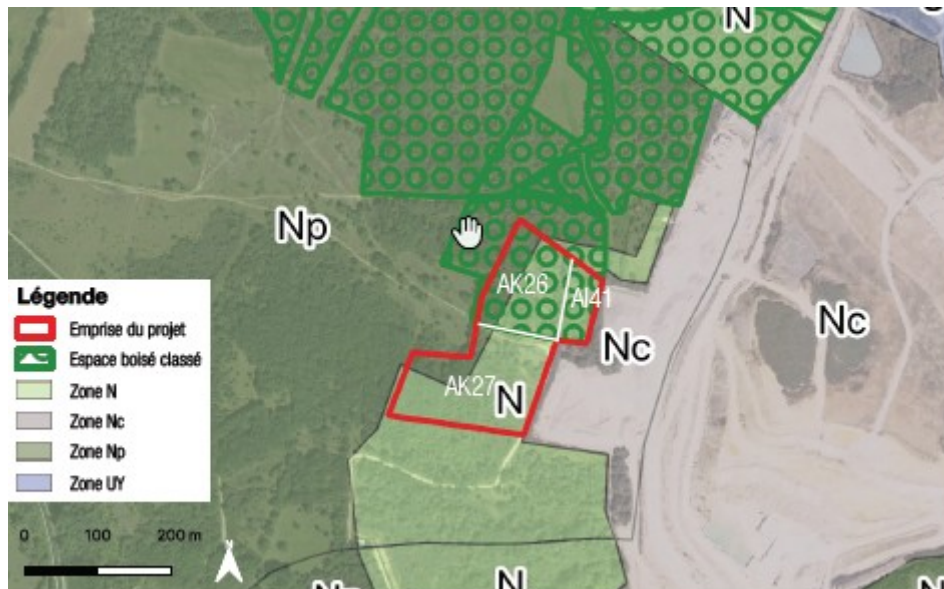 N
Np
AK26
AI41
Nc
Nc
AK27
N
Légende
Emprise du projet
Espace boisé classé
Zone N
Zone Nc
Zone Np
Zone UY
0 100 200 m
N
N